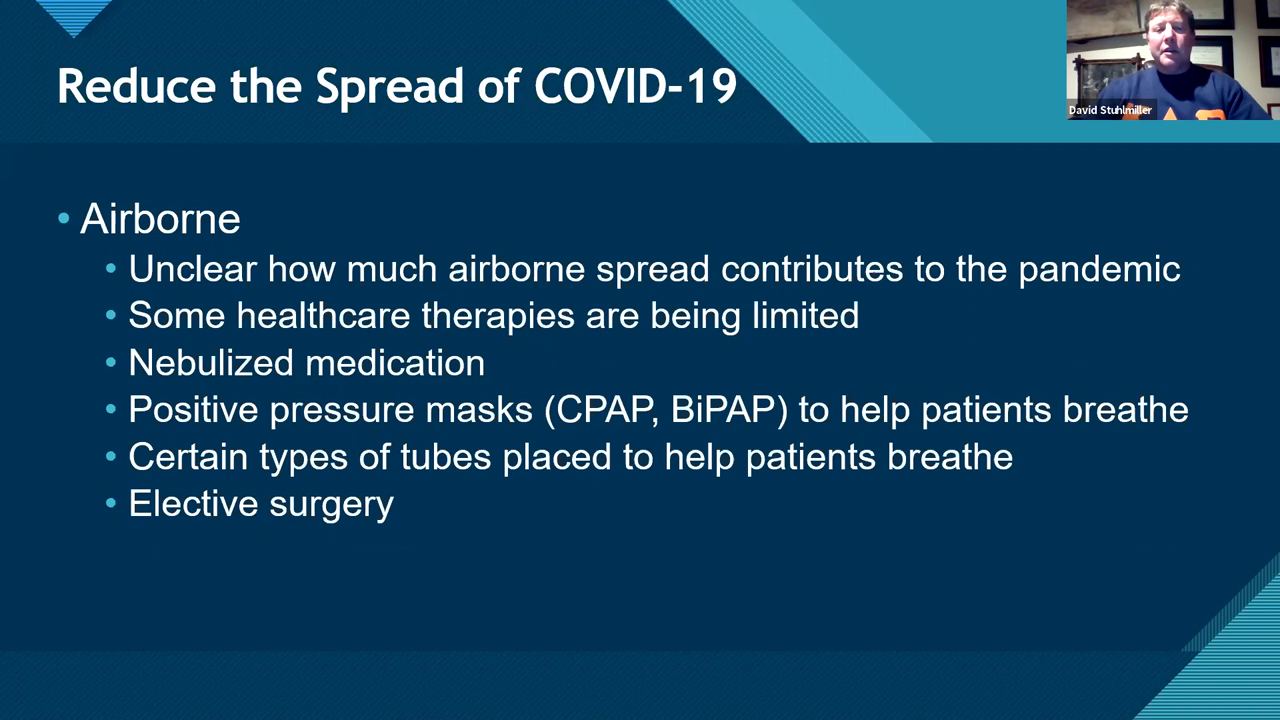 Reduce the Spread of COVID-19
David Stuhlmiller
• Airborne
• Unclear how much airborne spread contributes to the pandemic
• Some healthcare therapies are being limited
• Nebulized medication
• Positive pressure masks (CPAP, BiPAP) to help patients breathe
• Certain types of tubes placed to help patients breathe
• Elective surgery